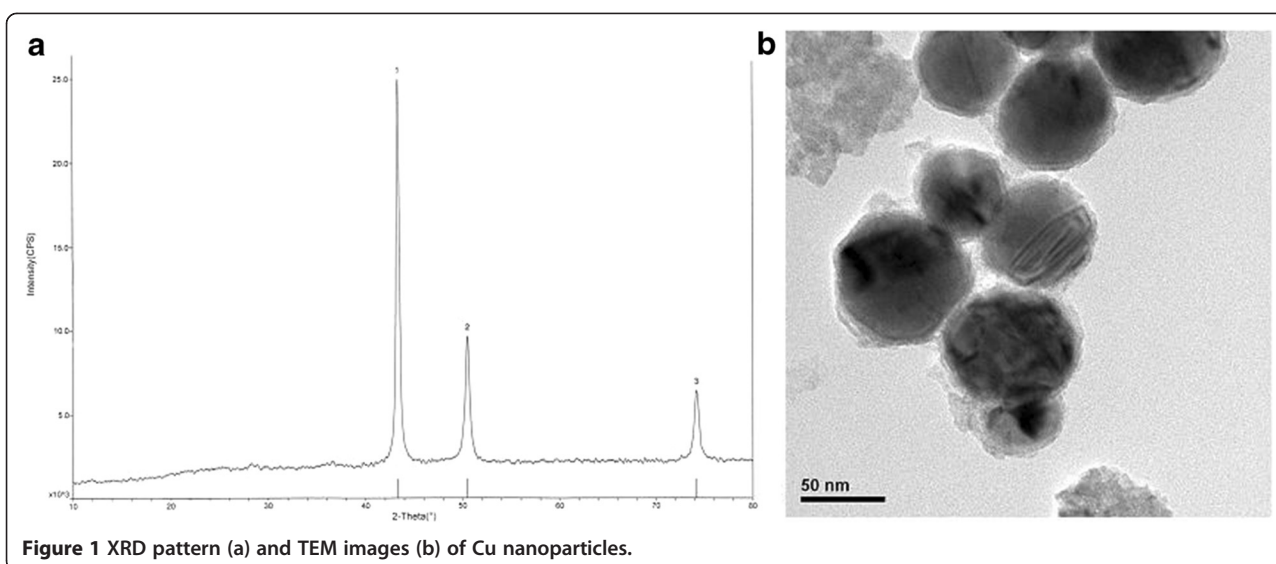 a
b
1
25.0
20.0
15.0
Intensity(CPS)
10.0
2
3
5.0
x10^3
10
20
30
40
50
60
70
80
2-Theta(°)
50 nm
Figure 1 XRD pattern (a) and TEM images (b) of Cu nanoparticles.